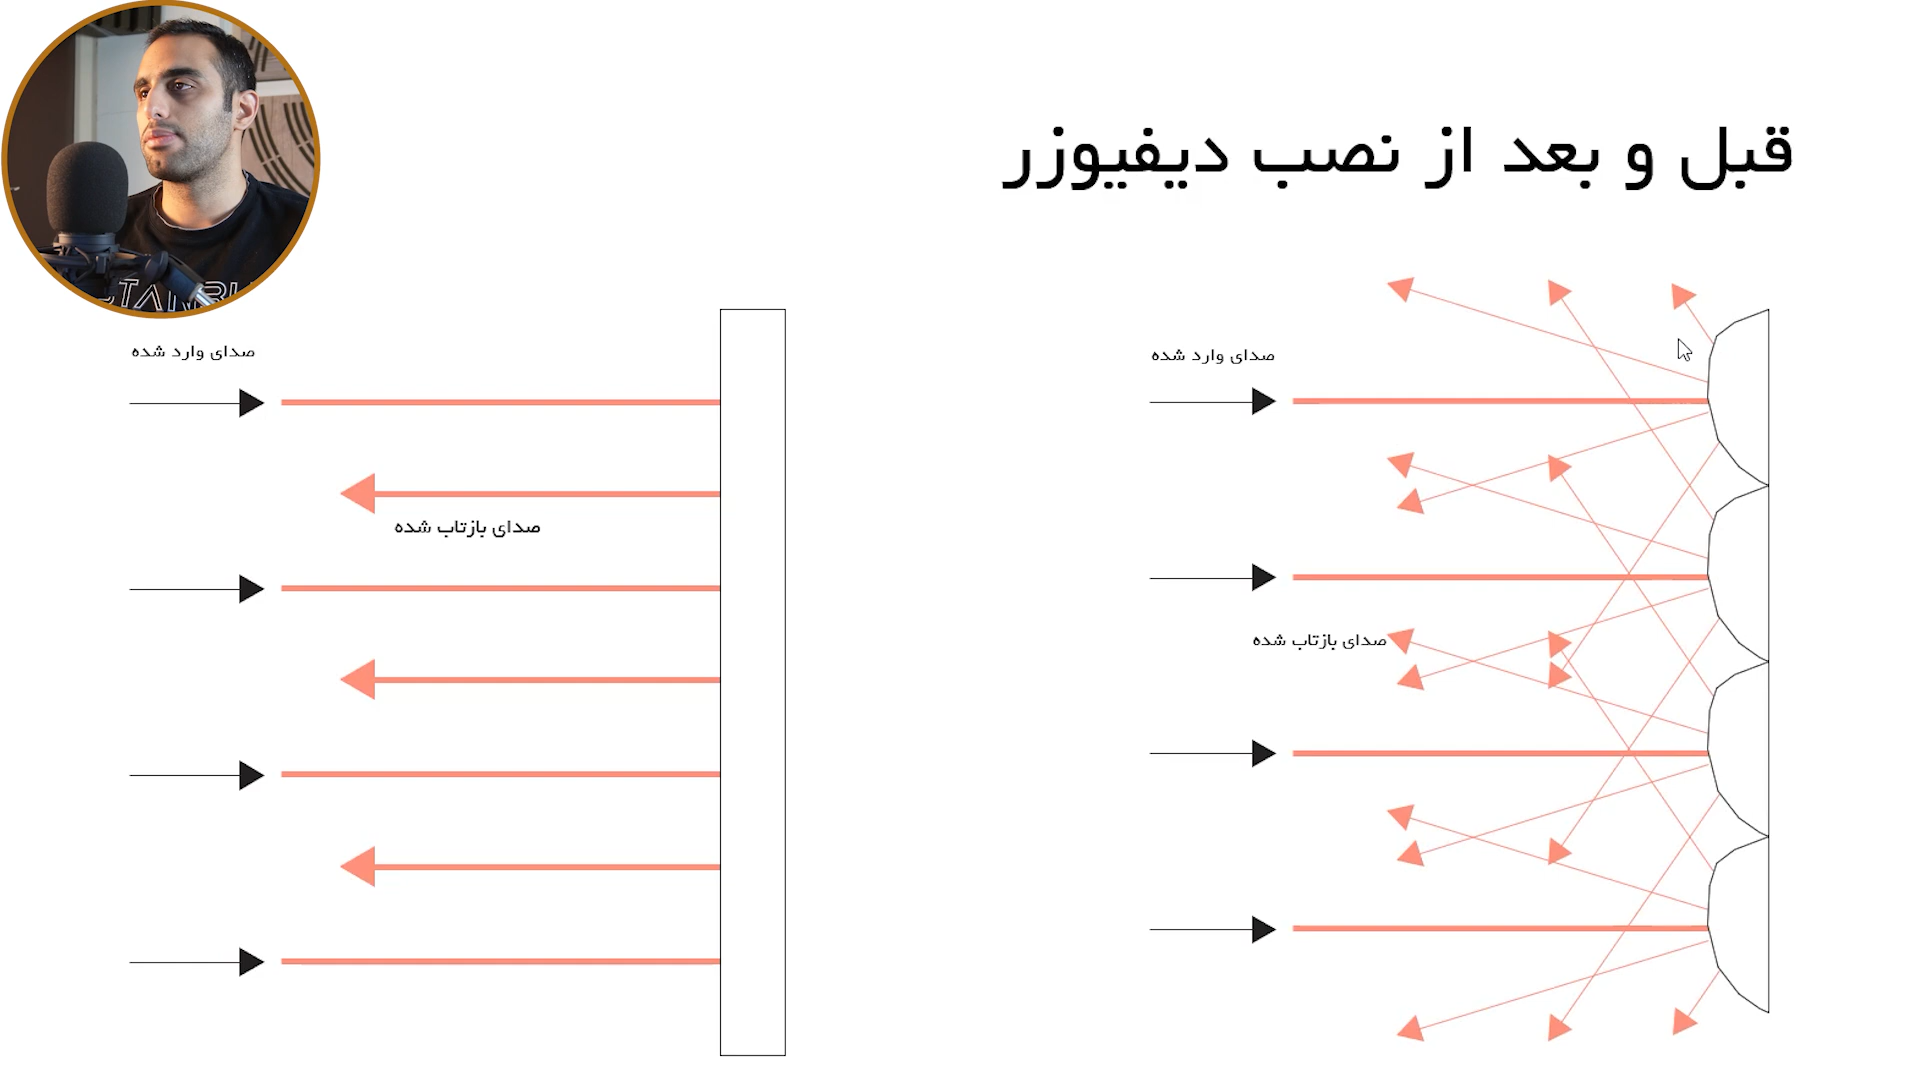 قبل و بعد از نصب دیفیوزر
صدای وارد شده
صدای بازتاب شده
صدای وارد شده
صدای بازتاب شده